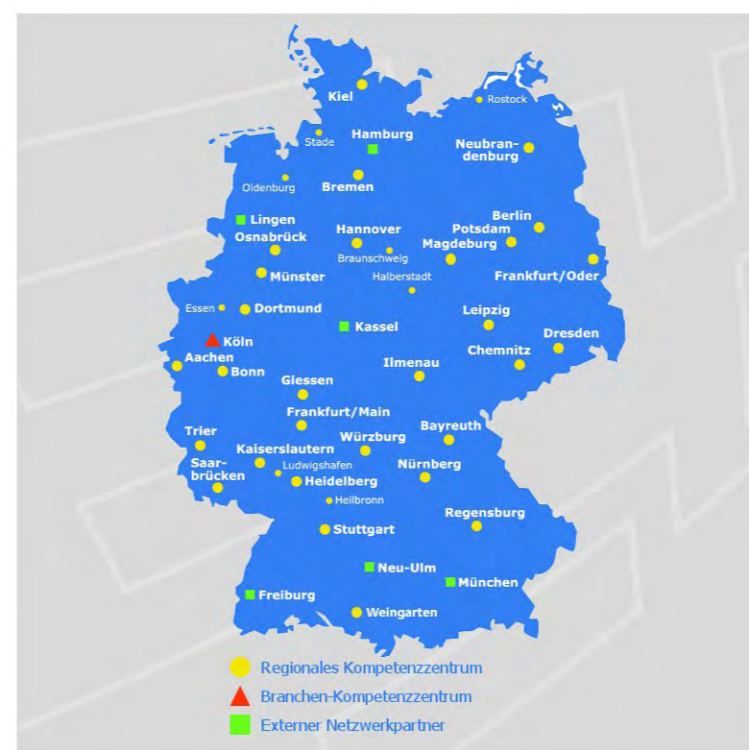 Kiel
Rostock
Stade
Hamburg
Neubran-
denburg
Oldenburg
Bremen
Lingen
Osnabrück
Hannover
Braunschweig
Berlin
Potsdam
Magdeburg
Frankfurt/Oder
Münster
Halberstadt
Essen
Dortmund
Kassel
Leipzig
Dresden
Köln
Aachen
Bonn
Ilmenau
Chemnitz
Giessen
Frankfurt/Main
Trier
Würzburg
Bayreuth
Kaiserslautern
Saar-
brücken
Ludwigshafen
Heidelberg
Nürnberg
Heilbronn
Regensburg
Stuttgart
Neu-Ulm
München
Freiburg
Weingarten
Regionales Kompetenzzentrum
Branchen-Kompetenzzentrum
Externer Netzwerkpartner